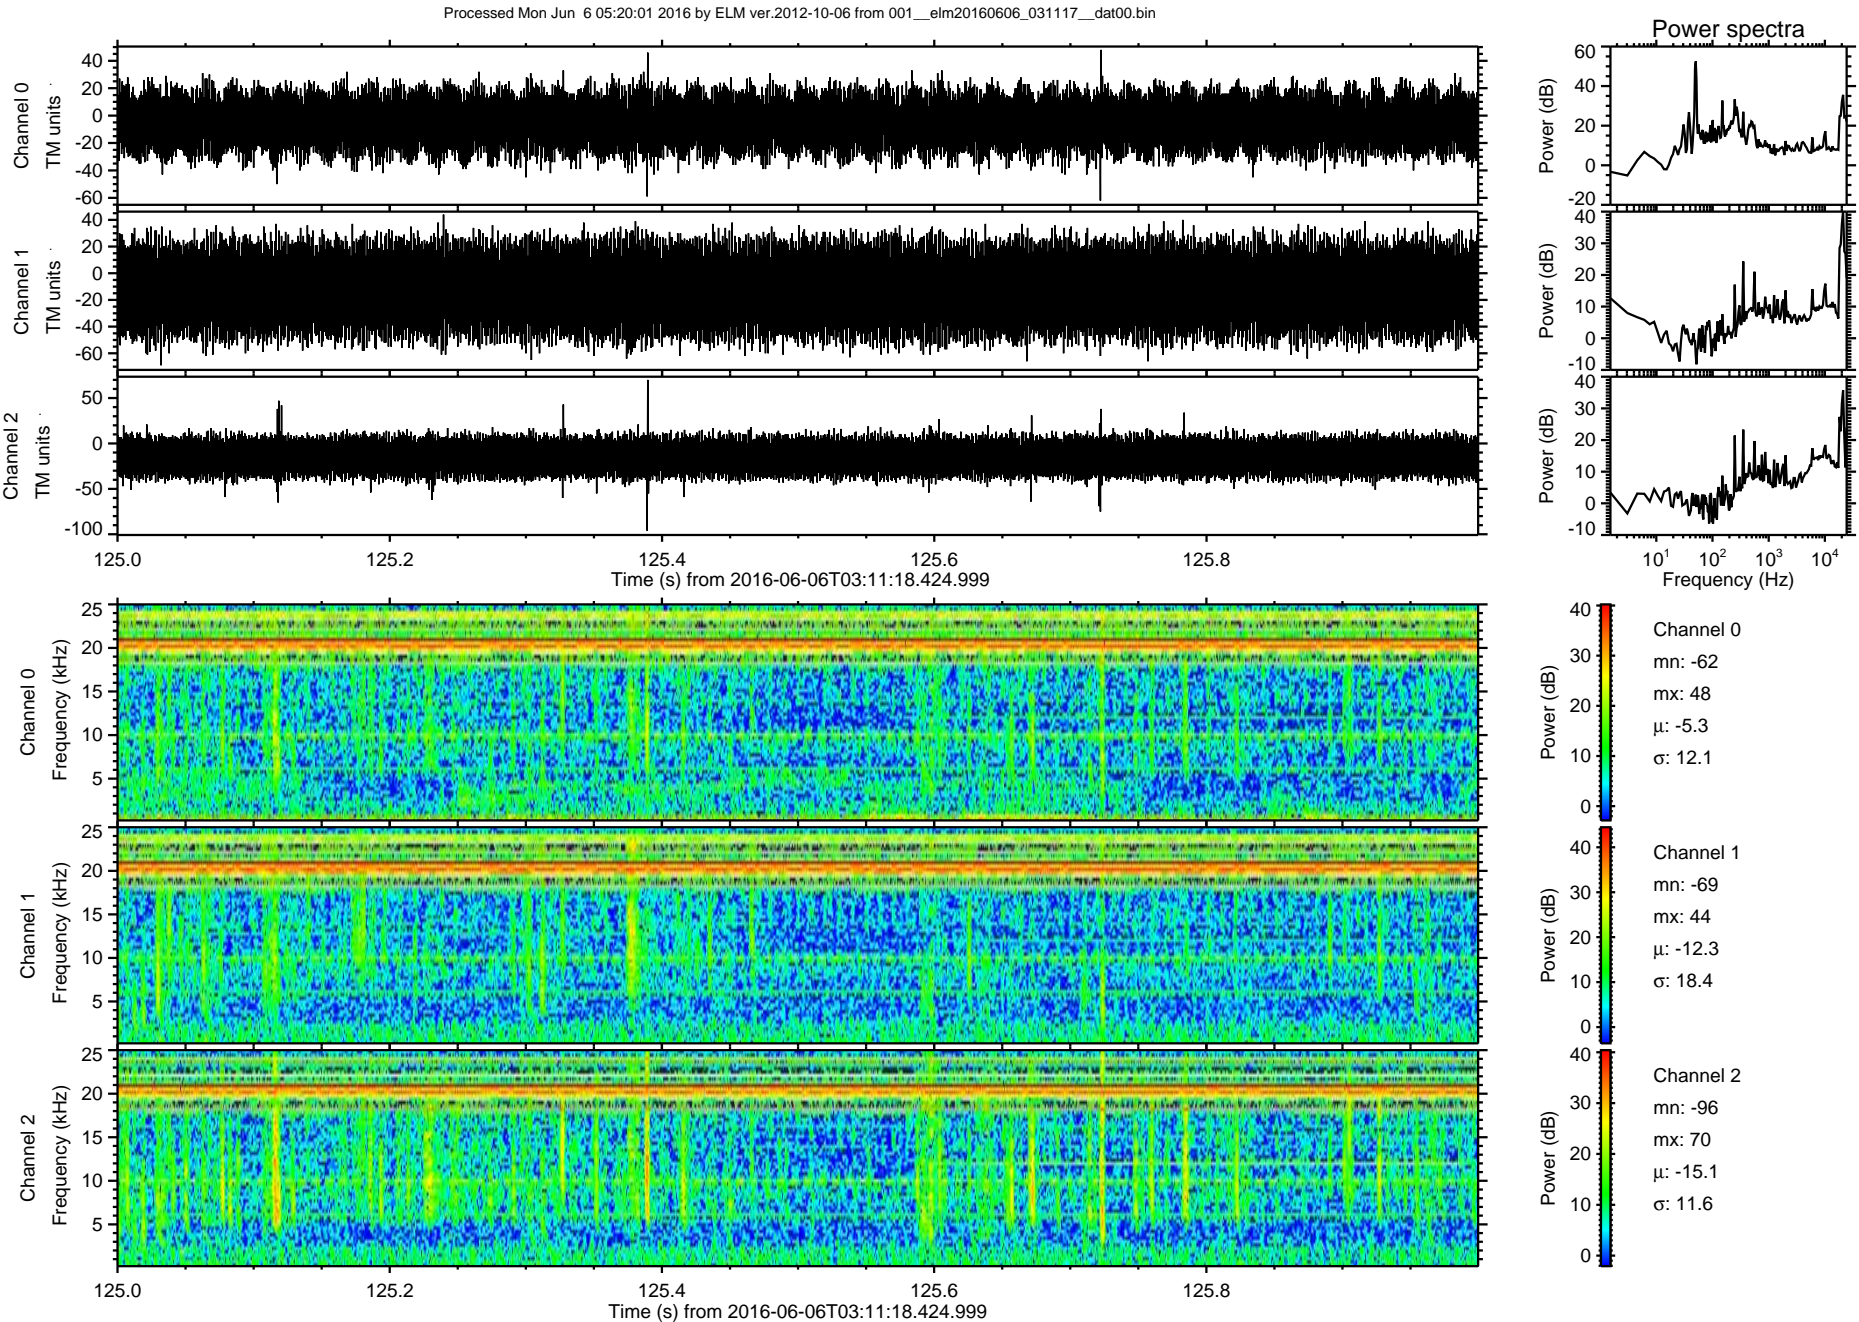 Processed Mon Jun  6 05:20:01 2016 by ELM ver.2012-10-06 from 001__elm20160606_031117__dat00.bin
Power spectra
Channel 0
TM units
40
20
0
-20
-40
-60
Power (dB)
60
40
20
0
-20
Channel 1
TM units
40
20
0
-20
-40
-60
Power (dB)
40
30
20
10
0
-10
Channel 2
TM units
50
0
-50
-100
Power (dB)
40
30
20
10
0
-10
125.0 125.2 125.4 125.6 125.8
Time (s) from 2016-06-06T03:11:18.424.999
10^1 10^2 10^3 10^4
Frequency (Hz)
Channel 0
Frequency (kHz)
25
20
15
10
5
Power (dB)
40
30
20
10
0
Channel 0
mn: -62
mx: 48
μ: -5.3
σ: 12.1
Channel 1
Frequency (kHz)
25
20
15
10
5
Power (dB)
40
30
20
10
0
Channel 1
mn: -69
mx: 44
μ: -12.3
σ: 18.4
Channel 2
Frequency (kHz)
25
20
15
10
5
Power (dB)
40
30
20
10
0
Channel 2
mn: -96
mx: 70
μ: -15.1
σ: 11.6
125.0 125.2 125.4 125.6 125.8
Time (s) from 2016-06-06T03:11:18.424.999